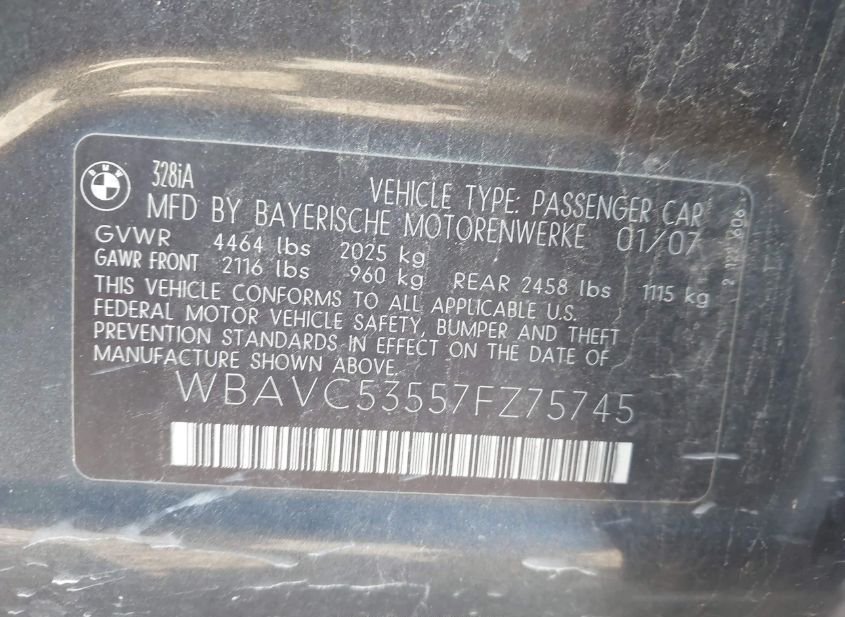 BMW
328iA
VEHICLE TYPE: PASSENGER CAR
MFD BY BAYERISCHE MOTORENWERKE 01/07
GVWR 4464 lbs 2025 kg
GAWR FRONT 2116 lbs 960 kg REAR 2458 lbs 1115 kg
THIS VEHICLE CONFORMS TO ALL APPLICABLE U.S.
FEDERAL MOTOR VEHICLE SAFETY, BUMPER AND THEFT
PREVENTION STANDARDS IN EFFECT ON THE DATE OF
MANUFACTURE SHOWN ABOVE.
WBAVC53557FZ75745